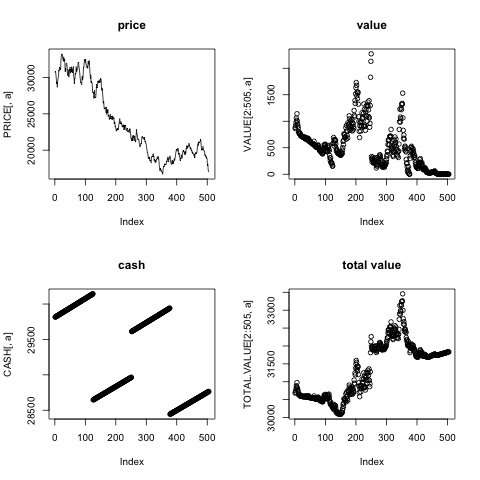 price
PRICE[, a]
20000
25000
30000
0
100
200
300
400
500
Index
value
VALUE[2:505, a]
0
500
1500
0
100
200
300
400
500
Index
cash
CASH[, a]
28500
29500
0
100
200
300
400
500
Index
total value
TOTAL.VALUE[2:505, a]
30000
31500
33000
0
100
200
300
400
500
Index